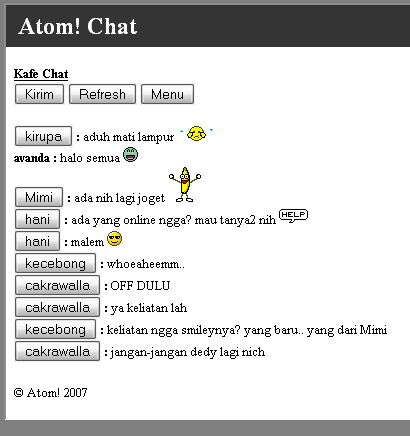 Atom! Chat
Kafe Chat
Kirim Refresh Menu
kirupa : aduh mati lampur
avanda : halo semua
Mimi : ada nih lagi joget
hani : ada yang online ngga? mau tanya2 nih HELP
hani : malem
kecebong : whoeaheemm..
cakrawalla : OFF DULU
cakrawalla : ya keliatan lah
kecebong : keliatan ngga smileynya? yang baru.. yang dari Mimi
cakrawalla : jangan-jangan dedy lagi nich
© Atom! 2007